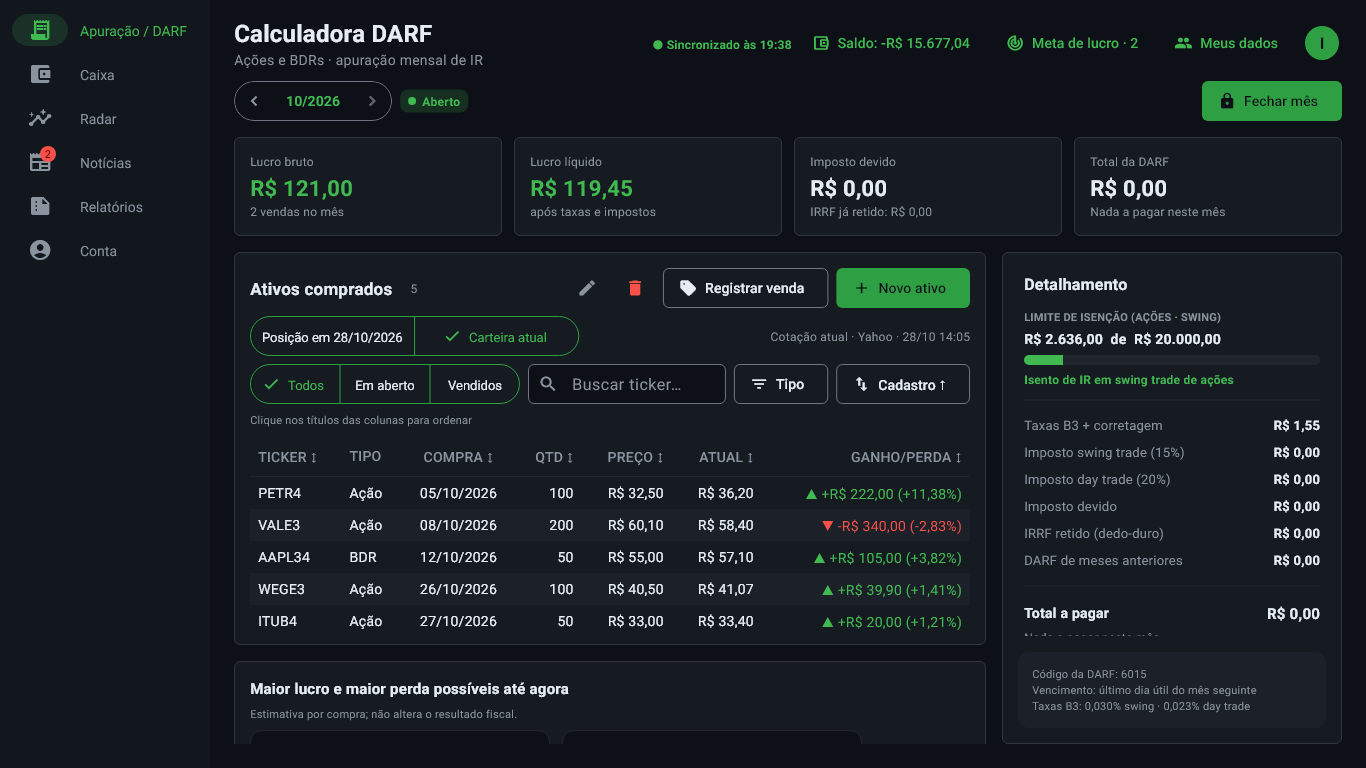 Apuração / DARF
Caixa
Radar
2
Notícias
Relatórios
Conta
Calculadora DARF
Ações e BDRs · apuração mensal de IR
Sincronizado às 19:38
Saldo: -R$ 15.677,04
Meta de lucro · 2
Meus dados
I
10/2026
Aberto
Fechar mês
Lucro bruto
R$ 121,00
2 vendas no mês
Lucro líquido
R$ 119,45
após taxas e impostos
Imposto devido
R$ 0,00
IRRF já retido: R$ 0,00
Total da DARF
R$ 0,00
Nada a pagar neste mês
Ativos comprados 5
Registrar venda
+ Novo ativo
Posição em 28/10/2026
Carteira atual
Cotação atual · Yahoo · 28/10 14:05
Todos
Em aberto
Vendidos
Buscar ticker...
Tipo
Cadastro ↑
Clique nos títulos das colunas para ordenar
TICKER ↕ TIPO COMPRA ↕ QTD ↕ PREÇO ↕ ATUAL ↕ GANHO/PERDA ↕
PETR4 Ação 05/10/2026 100 R$ 32,50 R$ 36,20 ▲ +R$ 222,00 (+11,38%)
VALE3 Ação 08/10/2026 200 R$ 60,10 R$ 58,40 ▼ -R$ 340,00 (-2,83%)
AAPL34 BDR 12/10/2026 50 R$ 55,00 R$ 57,10 ▲ +R$ 105,00 (+3,82%)
WEGE3 Ação 26/10/2026 100 R$ 40,50 R$ 41,07 ▲ +R$ 39,90 (+1,41%)
ITUB4 Ação 27/10/2026 50 R$ 33,00 R$ 33,40 ▲ +R$ 20,00 (+1,21%)
Maior lucro e maior perda possíveis até agora
Estimativa por compra; não altera o resultado fiscal.
Detalhamento
LIMITE DE ISENÇÃO (AÇÕES · SWING)
R$ 2.636,00 de R$ 20.000,00
Isento de IR em swing trade de ações
Taxas B3 + corretagem R$ 1,55
Imposto swing trade (15%) R$ 0,00
Imposto day trade (20%) R$ 0,00
Imposto devido R$ 0,00
IRRF retido (dedo-duro) R$ 0,00
DARF de meses anteriores R$ 0,00
Total a pagar R$ 0,00
Código da DARF: 6015
Vencimento: último dia útil do mês seguinte
Taxas B3: 0,030% swing · 0,023% day trade